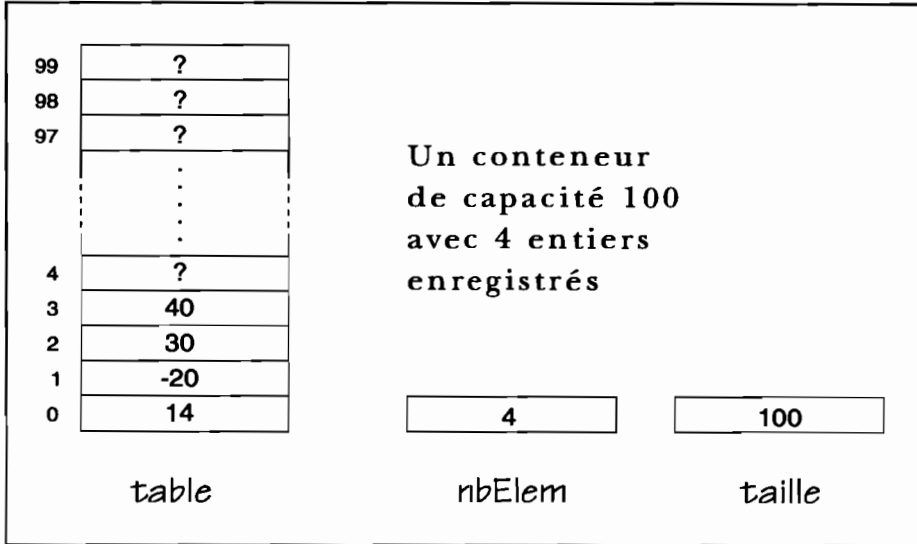 99 ?
98 ?
97 ?
Un conteneur
de capacité 100
avec 4 entiers
enregistrés
4 ?
3 40
2 30
1 -20
0 14
4
100
table
nbElem
taille